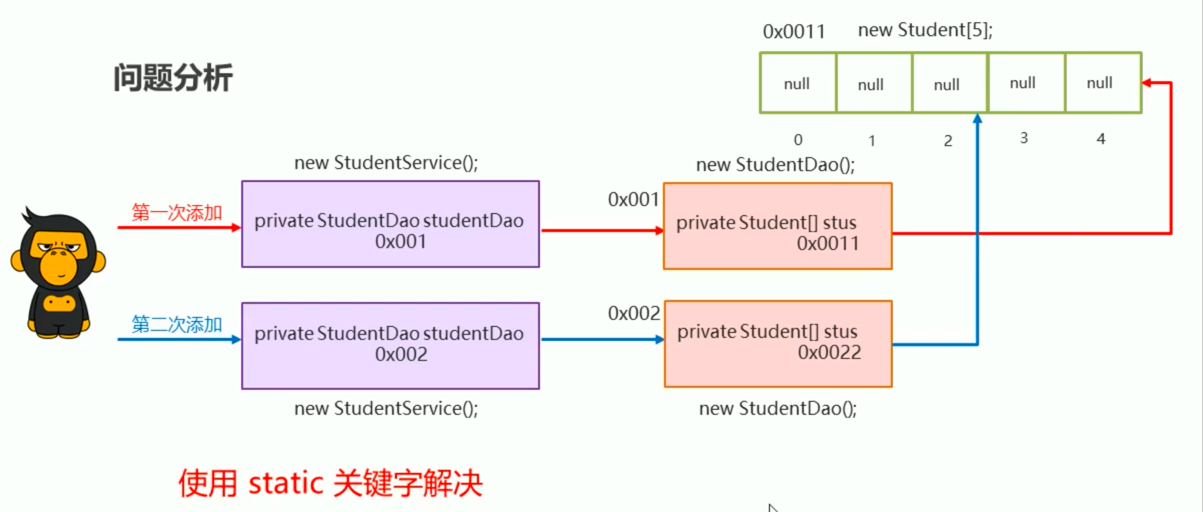 0x0011 new Student[5];
问题分析
null null null null null
0 1 2 3 4
new StudentService(); new StudentDao();
第一次添加
private StudentDao studentDao
0x001
0x001
private Student[] stus
0x0011
第二次添加
private StudentDao studentDao
0x002
0x002
private Student[] stus
0x0022
new StudentService(); new StudentDao();
使用 static 关键字解决